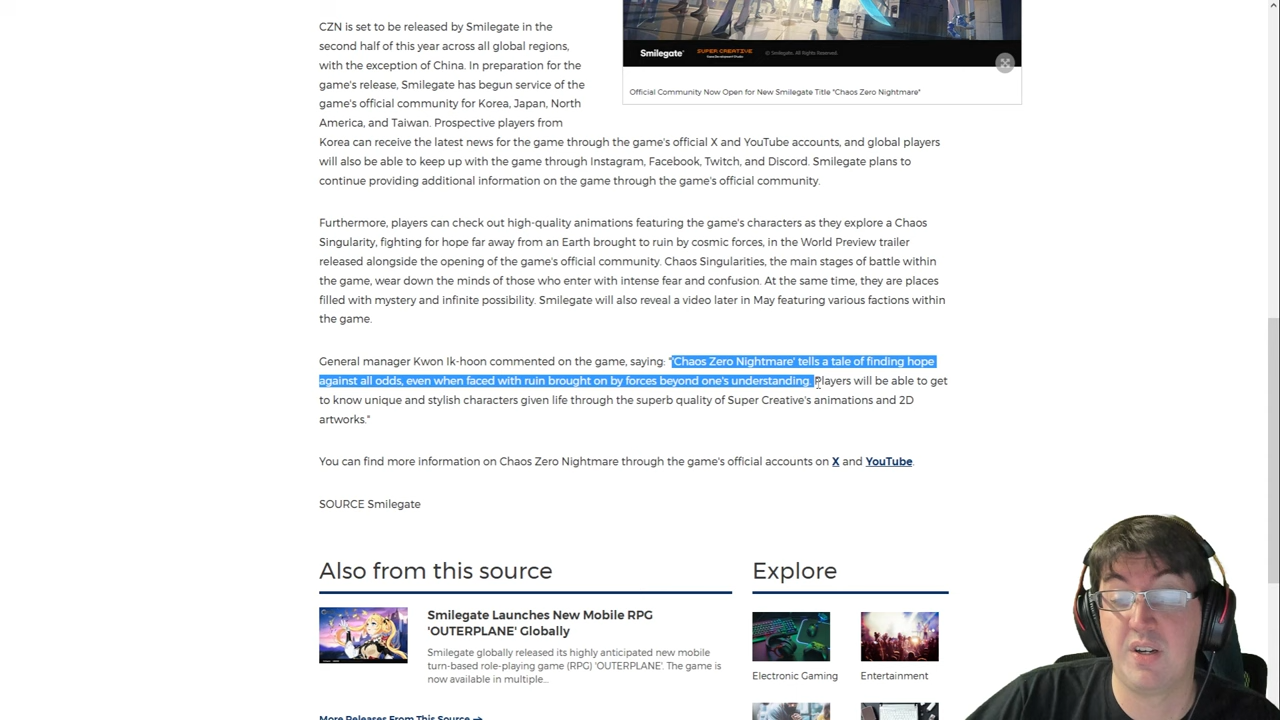 CZN is set to be released by Smilegate in the
second half of this year across all global regions,
with the exception of China. In preparation for the
game's release, Smilegate has begun service of the
game's official community for Korea, Japan, North
America, and Taiwan. Prospective players from
Korea can receive the latest news for the game through the game's official X and YouTube accounts, and global players
will also be able to keep up with the game through Instagram, Facebook, Twitch, and Discord. Smilegate plans to
continue providing additional information on the game through the game's official community.
Smilegate
SUPER CREATIVE
© Smilegate. All Rights Reserved.
Official Community Now Open for New Smilegate Title "Chaos Zero Nightmare"
Furthermore, players can check out high-quality animations featuring the game's characters as they explore a Chaos
Singularity, fighting for hope far away from an Earth brought to ruin by cosmic forces, in the World Preview trailer
released alongside the opening of the game's official community. Chaos Singularities, the main stages of battle within
the game, wear down the minds of those who enter with intense fear and confusion. At the same time, they are places
filled with mystery and infinite possibility. Smilegate will also reveal a video later in May featuring various factions within
the game.
General manager Kwon Ik-hoon commented on the game, saying: "'Chaos Zero Nightmare' tells a tale of finding hope
against all odds, even when faced with ruin brought on by forces beyond one's understanding. Players will be able to get
to know unique and stylish characters given life through the superb quality of Super Creative's animations and 2D
artworks."
You can find more information on Chaos Zero Nightmare through the game's official accounts on X and YouTube.
SOURCE Smilegate
Also from this source
Smilegate Launches New Mobile RPG
'OUTERPLANE' Globally
Smilegate globally released its highly anticipated new mobile
turn-based role-playing game (RPG) 'OUTERPLANE'. The game is
now available in multiple...
More Releases From This Source
Explore
Electronic Gaming
Entertainment